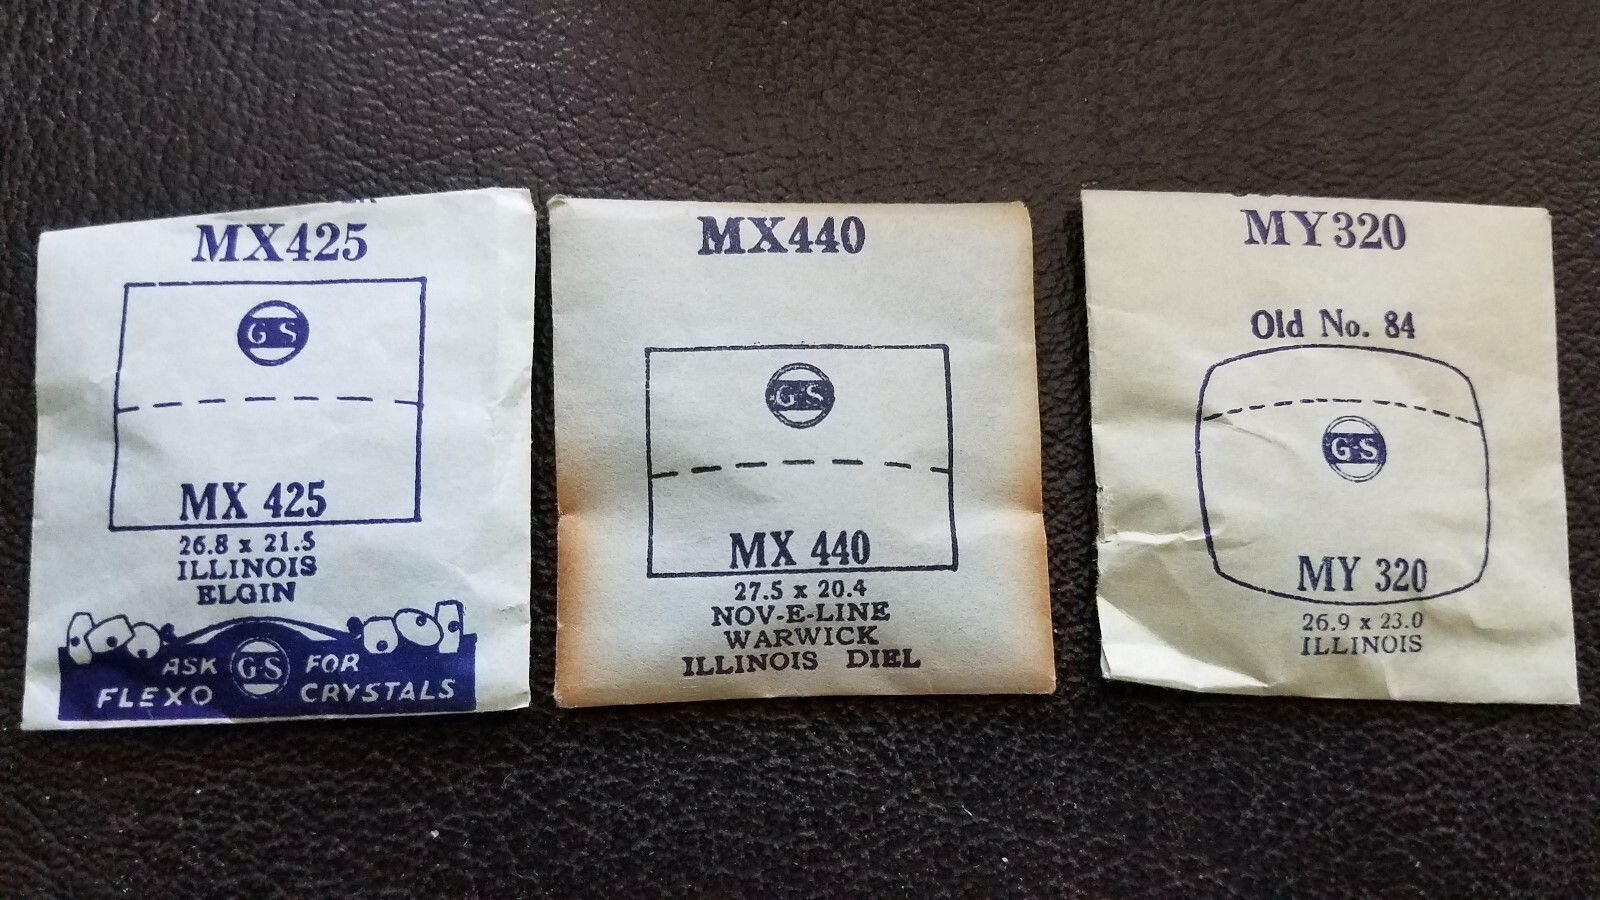 MX425
G-S
MX 425
26.8 x 21.5
ILLINOIS
ELGIN
ASK G-S FOR
FLEXO CRYSTALS
MX440
G-S
MX 440
27.5 x 20.4
NOV-E-LINE
WARWICK
ILLINOIS DIEL
MY320
Old No. 84
G-S
MY 320
26.9 x 23.0
ILLINOIS